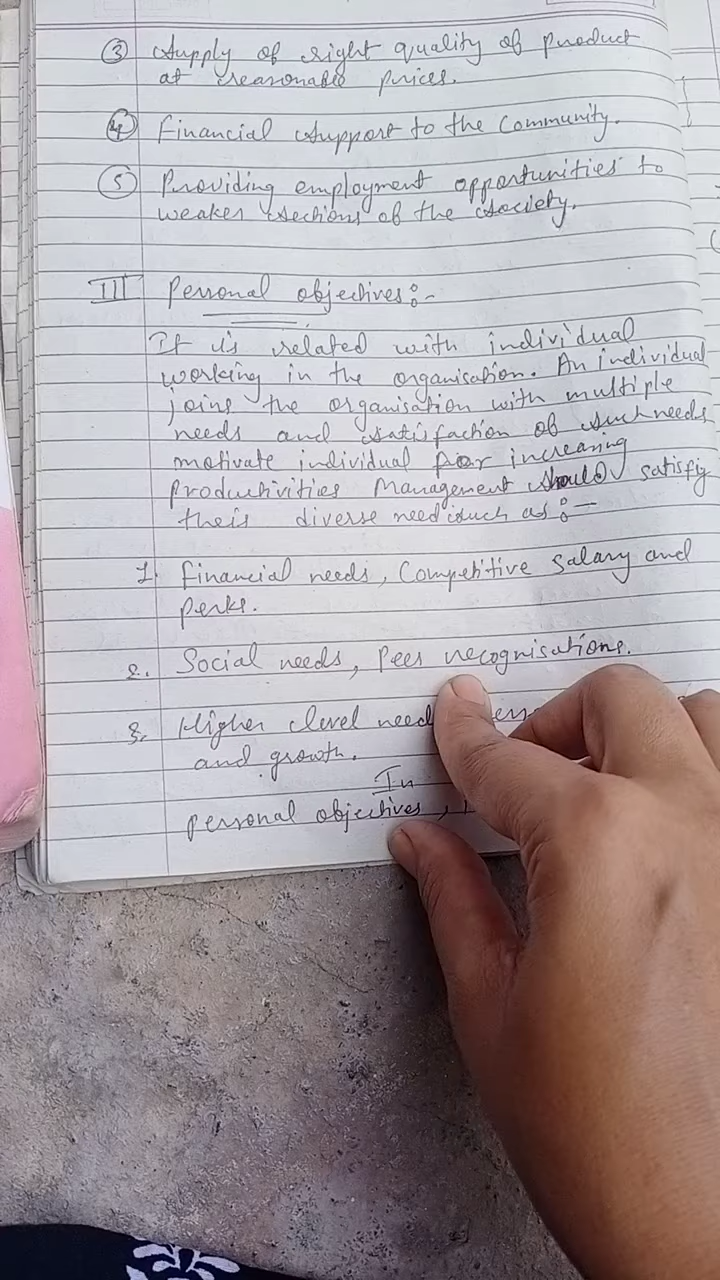 ③ Supply of right quality of product
at reasonable prices.
④ Financial support to the Community.
⑤ Providing employment opportunities to
weaker sections of the society.
III Personal objectives:-
It is related with individual
working in the organisation. An individual
joins the organisation with multiple
needs and satisfaction of such needs
motivate individual for increasing
productivities Management should satisfy
their diverse need such as :-
1. Financial needs, Competitive salary and
perks.
2. Social needs, Peer recognisations.
3. Higher level need
and growth.
In
personal objectives,